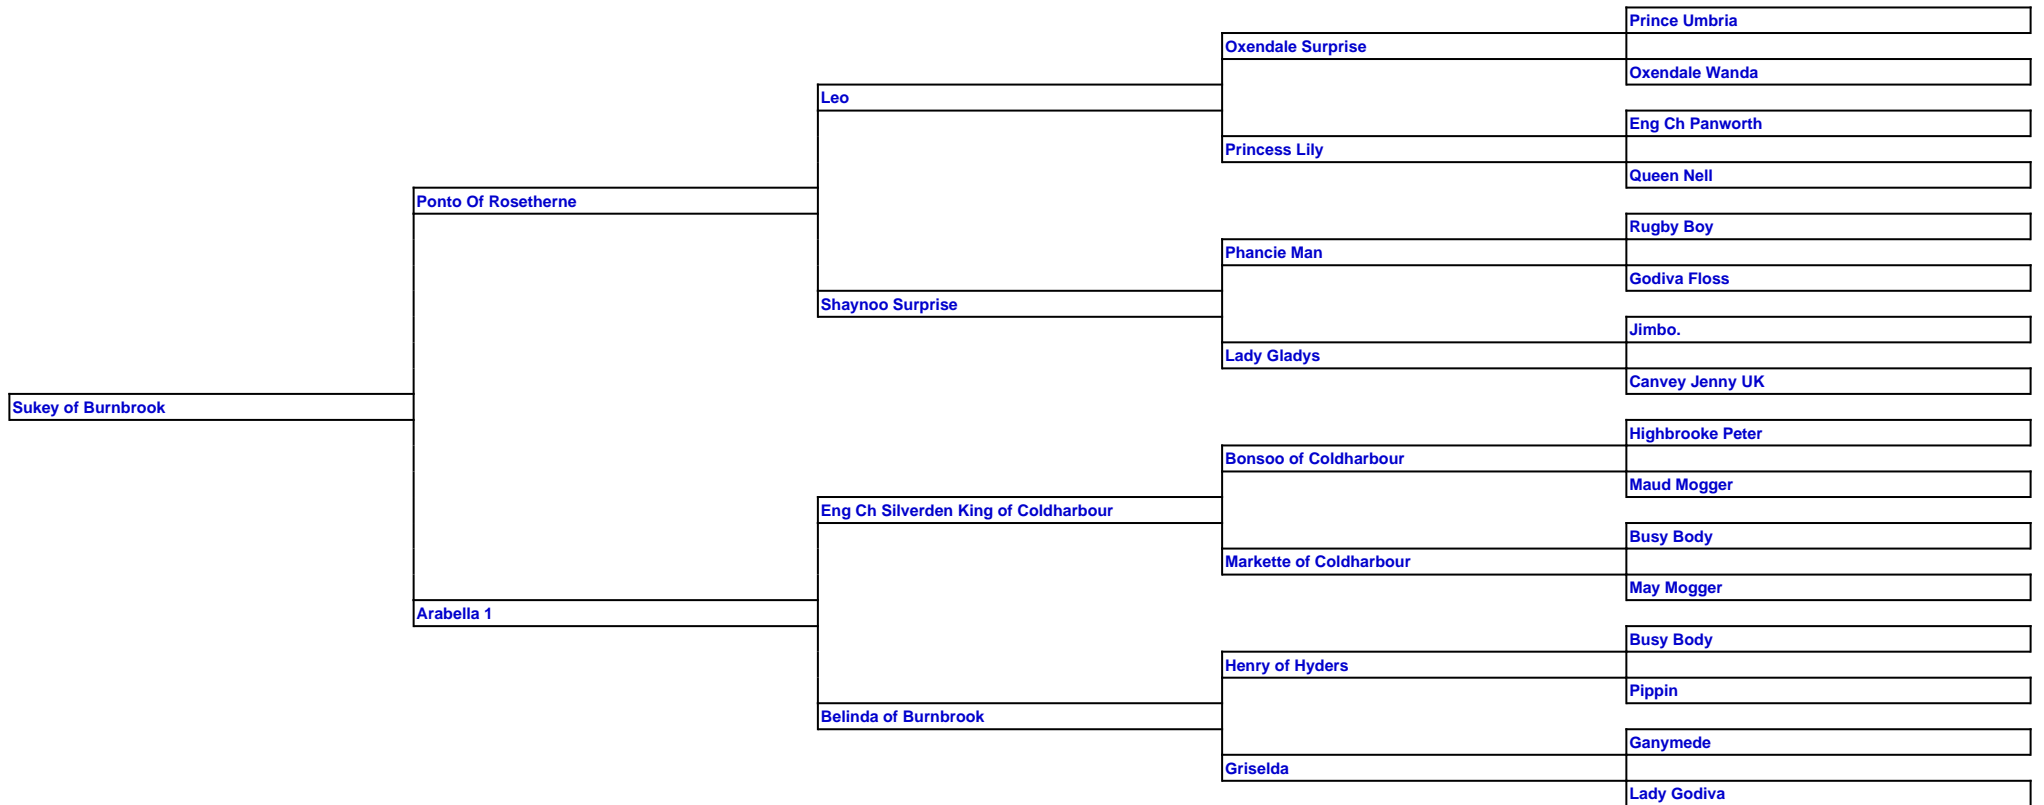 Prince Umbria
Oxendale Surprise
Oxendale Wanda
Leo
Eng Ch Panworth
Princess Lily
Queen Nell
Ponto Of Rosetherne
Rugby Boy
Phancie Man
Godiva Floss
Shaynoo Surprise
Jimbo.
Lady Gladys
Canvey Jenny UK
Sukey of Burnbrook
Highbrooke Peter
Bonsoo of Coldharbour
Maud Mogger
Eng Ch Silverden King of Coldharbour
Busy Body
Markette of Coldharbour
May Mogger
Arabella 1
Busy Body
Henry of Hyders
Pippin
Belinda of Burnbrook
Ganymede
Griselda
Lady Godiva